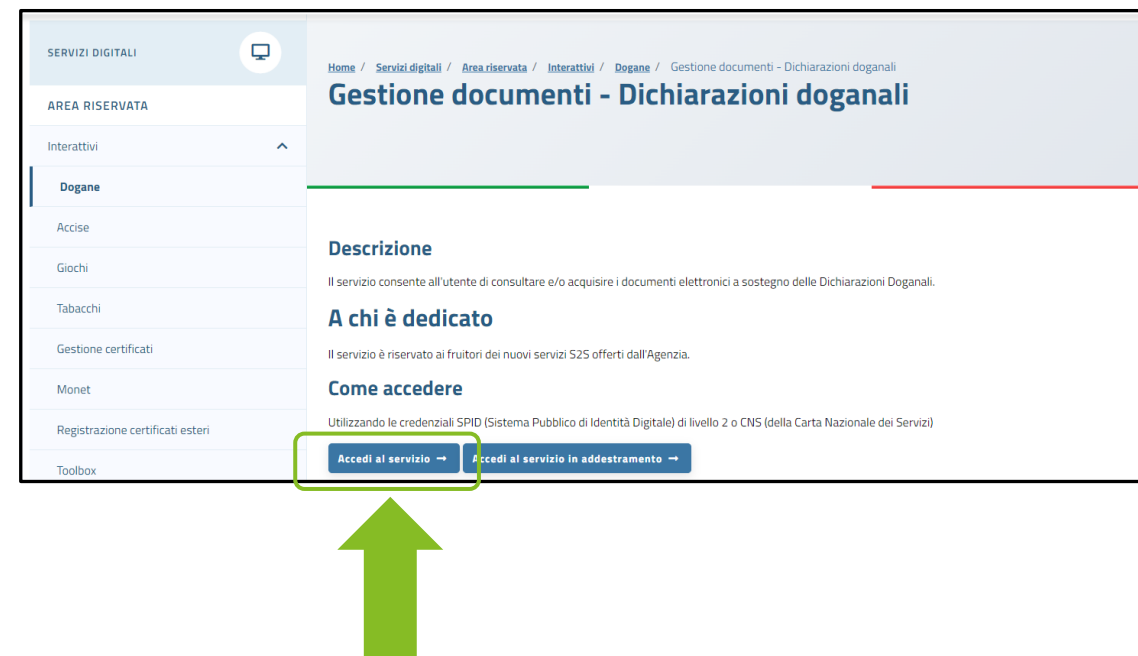 SERVIZI DIGITALI
AREA RISERVATA
Interattivi
Dogane
Accise
Giochi
Tabacchi
Gestione certificati
Monet
Registrazione certificati esteri
Toolbox
Home / Servizi digitali / Area riservata / Interattivi / Dogane / Gestione documenti - Dichiarazioni doganali
Gestione documenti - Dichiarazioni doganali
Descrizione
Il servizio consente all'utente di consultare e/o acquisire i documenti elettronici a sostegno delle Dichiarazioni Doganali.
A chi è dedicato
Il servizio è riservato ai fruitori dei nuovi servizi S2S offerti dall'Agenzia.
Come accedere
Utilizzando le credenziali SPID (Sistema Pubblico di Identità Digitale) di livello 2 o CNS (della Carta Nazionale dei Servizi)
Accedi al servizio → Accedi al servizio in addestramento →